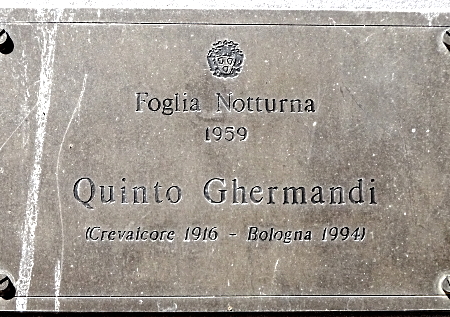 Foglia Notturna
1959
Quinto Ghermandi
(Crevalcore 1916 - Bologna 1994)